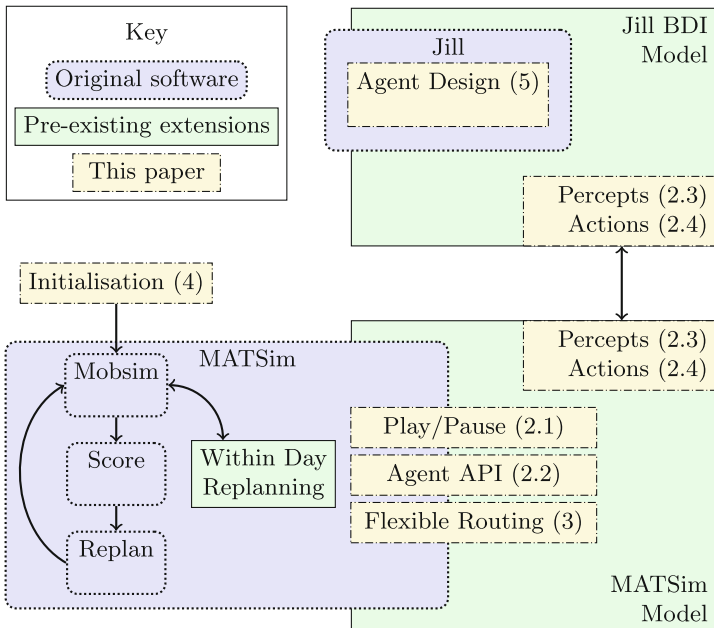 Key
Original software
Pre-existing extensions
This paper
Jill BDI
Model
Jill
Agent Design (5)
Percepts (2.3)
Actions (2.4)
Initialisation (4)
Percepts (2.3)
Actions (2.4)
MATSim
Mobsim
Score
Replan
Within Day
Replanning
Play/Pause (2.1)
Agent API (2.2)
Flexible Routing (3)
MATSim
Model